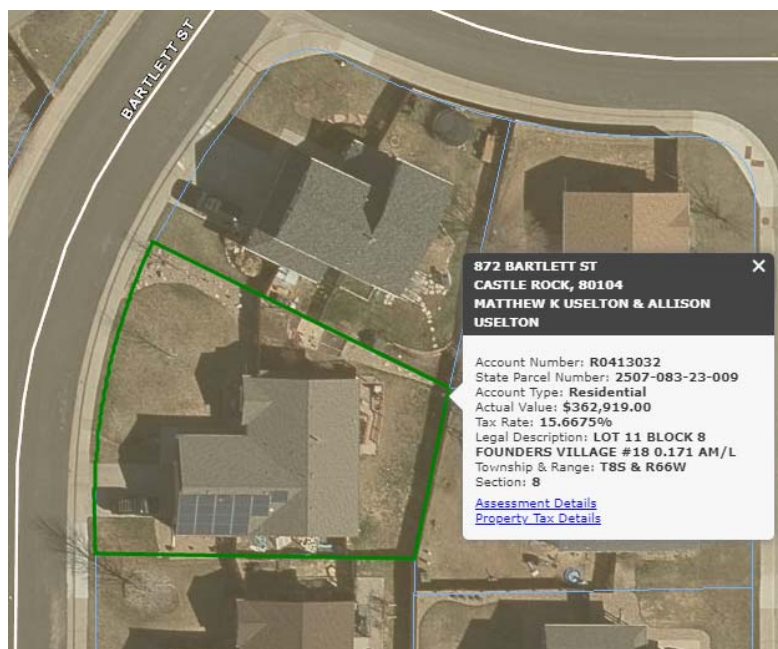 BARTLETT ST
872 BARTLETT ST
CASTLE ROCK, 80104
MATTHEW K USELTON & ALLISON
USELTON
Account Number: R0413032
State Parcel Number: 2507-083-23-009
Account Type: Residential
Actual Value: $362,919.00
Tax Rate: 15.6675%
Legal Description: LOT 11 BLOCK 8
FOUNDERS VILLAGE #18 0.171 AM/L
Township & Range: T8S & R66W
Section: 8
Assessment Details
Property Tax Details